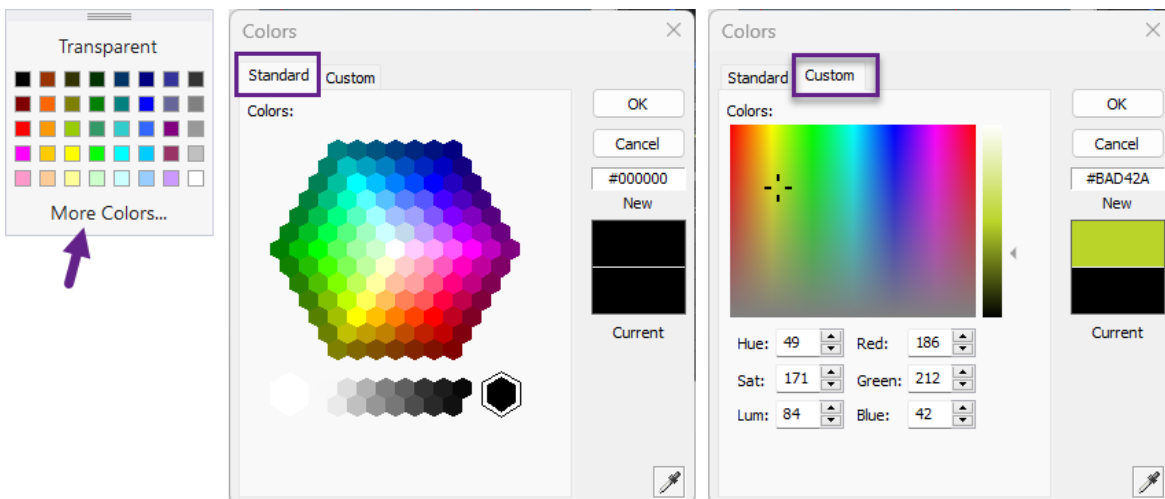 Transparent
More Colors...
Colors
Standard
Custom
Colors:
OK
Cancel
#000000
New
Current
Colors
Standard
Custom
Colors:
OK
Cancel
#BAD42A
New
Current
Hue: 49 Red: 186
Sat: 171 Green: 212
Lum: 84 Blue: 42